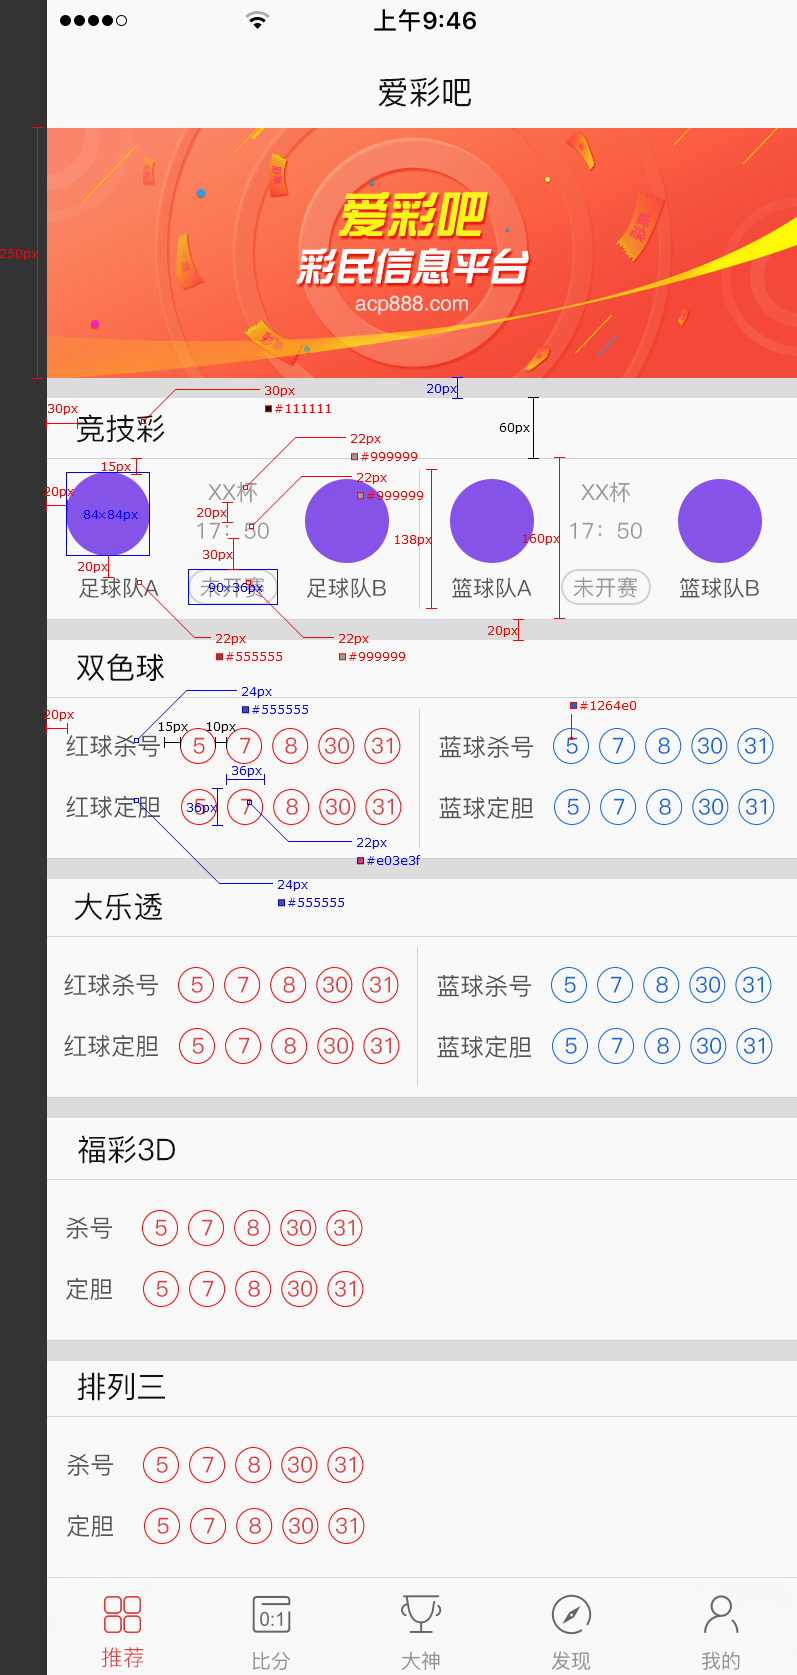 上午9:46
爱彩吧
250px
爱彩吧
彩民信息平台
acp888.com
20px
30px
30px
#111111
竞技彩
60px
22px
#999999
15px
22px
#999999
20px
XX杯
XX杯
84×84px
20px
17：50
138px
160px
17：50
30px
20px
足球队A
未开赛
90×36px
足球队B
篮球队A
未开赛
篮球队B
20px
22px
#555555
22px
#999999
双色球
24px
#555555
#1264e0
20px
15px
10px
红球杀号 5 7 8 30 31
蓝球杀号 5 7 8 30 31
36px
36px
红球定胆 5 7 8 30 31
蓝球定胆 5 7 8 30 31
22px
#e03e3f
24px
#555555
大乐透
红球杀号 5 7 8 30 31
蓝球杀号 5 7 8 30 31
红球定胆 5 7 8 30 31
蓝球定胆 5 7 8 30 31
福彩3D
杀号 5 7 8 30 31
定胆 5 7 8 30 31
排列三
杀号 5 7 8 30 31
定胆 5 7 8 30 31
0:1
推荐 比分 大神 发现 我的